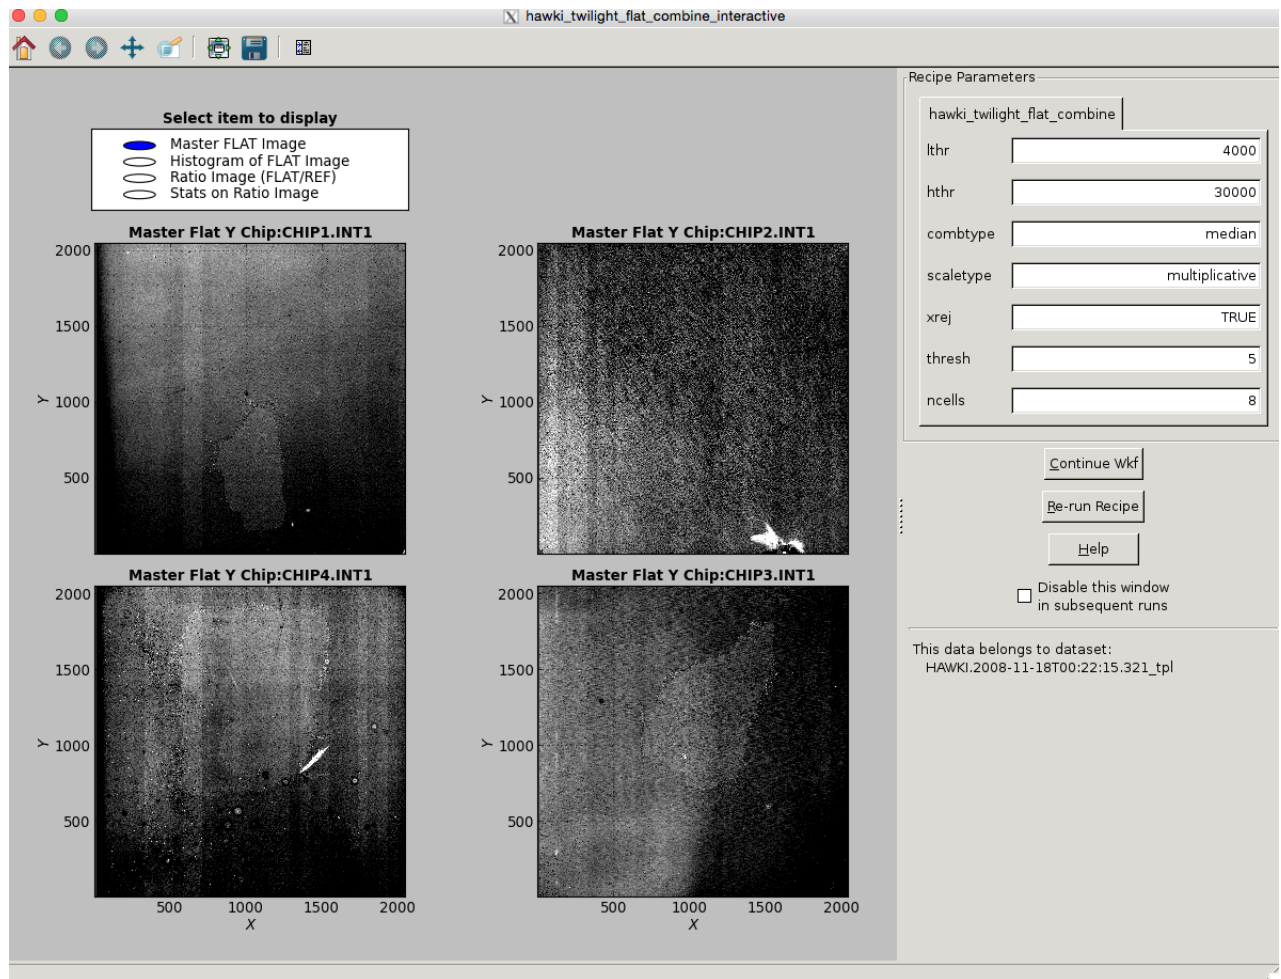 hawki_twilight_flat_combine_interactive
Select item to display
Master FLAT Image
Histogram of FLAT Image
Ratio Image (FLAT/REF)
Stats on Ratio Image
Master Flat Y Chip:CHIP1.INT1
2000
1500
1000
500
Y
Master Flat Y Chip:CHIP2.INT1
2000
1500
1000
500
Y
Master Flat Y Chip:CHIP4.INT1
2000
1500
1000
500
Y
500 1000 1500 2000
X
Master Flat Y Chip:CHIP3.INT1
2000
1500
1000
500
Y
500 1000 1500 2000
X
Recipe Parameters
hawki_twilight_flat_combine
lthr 4000
hthr 30000
combtype median
scaletype multiplicative
xrej TRUE
thresh 5
ncells 8
Continue Wkf
Re-run Recipe
Help
Disable this window
in subsequent runs
This data belongs to dataset:
HAWKI.2008-11-18T00:22:15.321_tpl